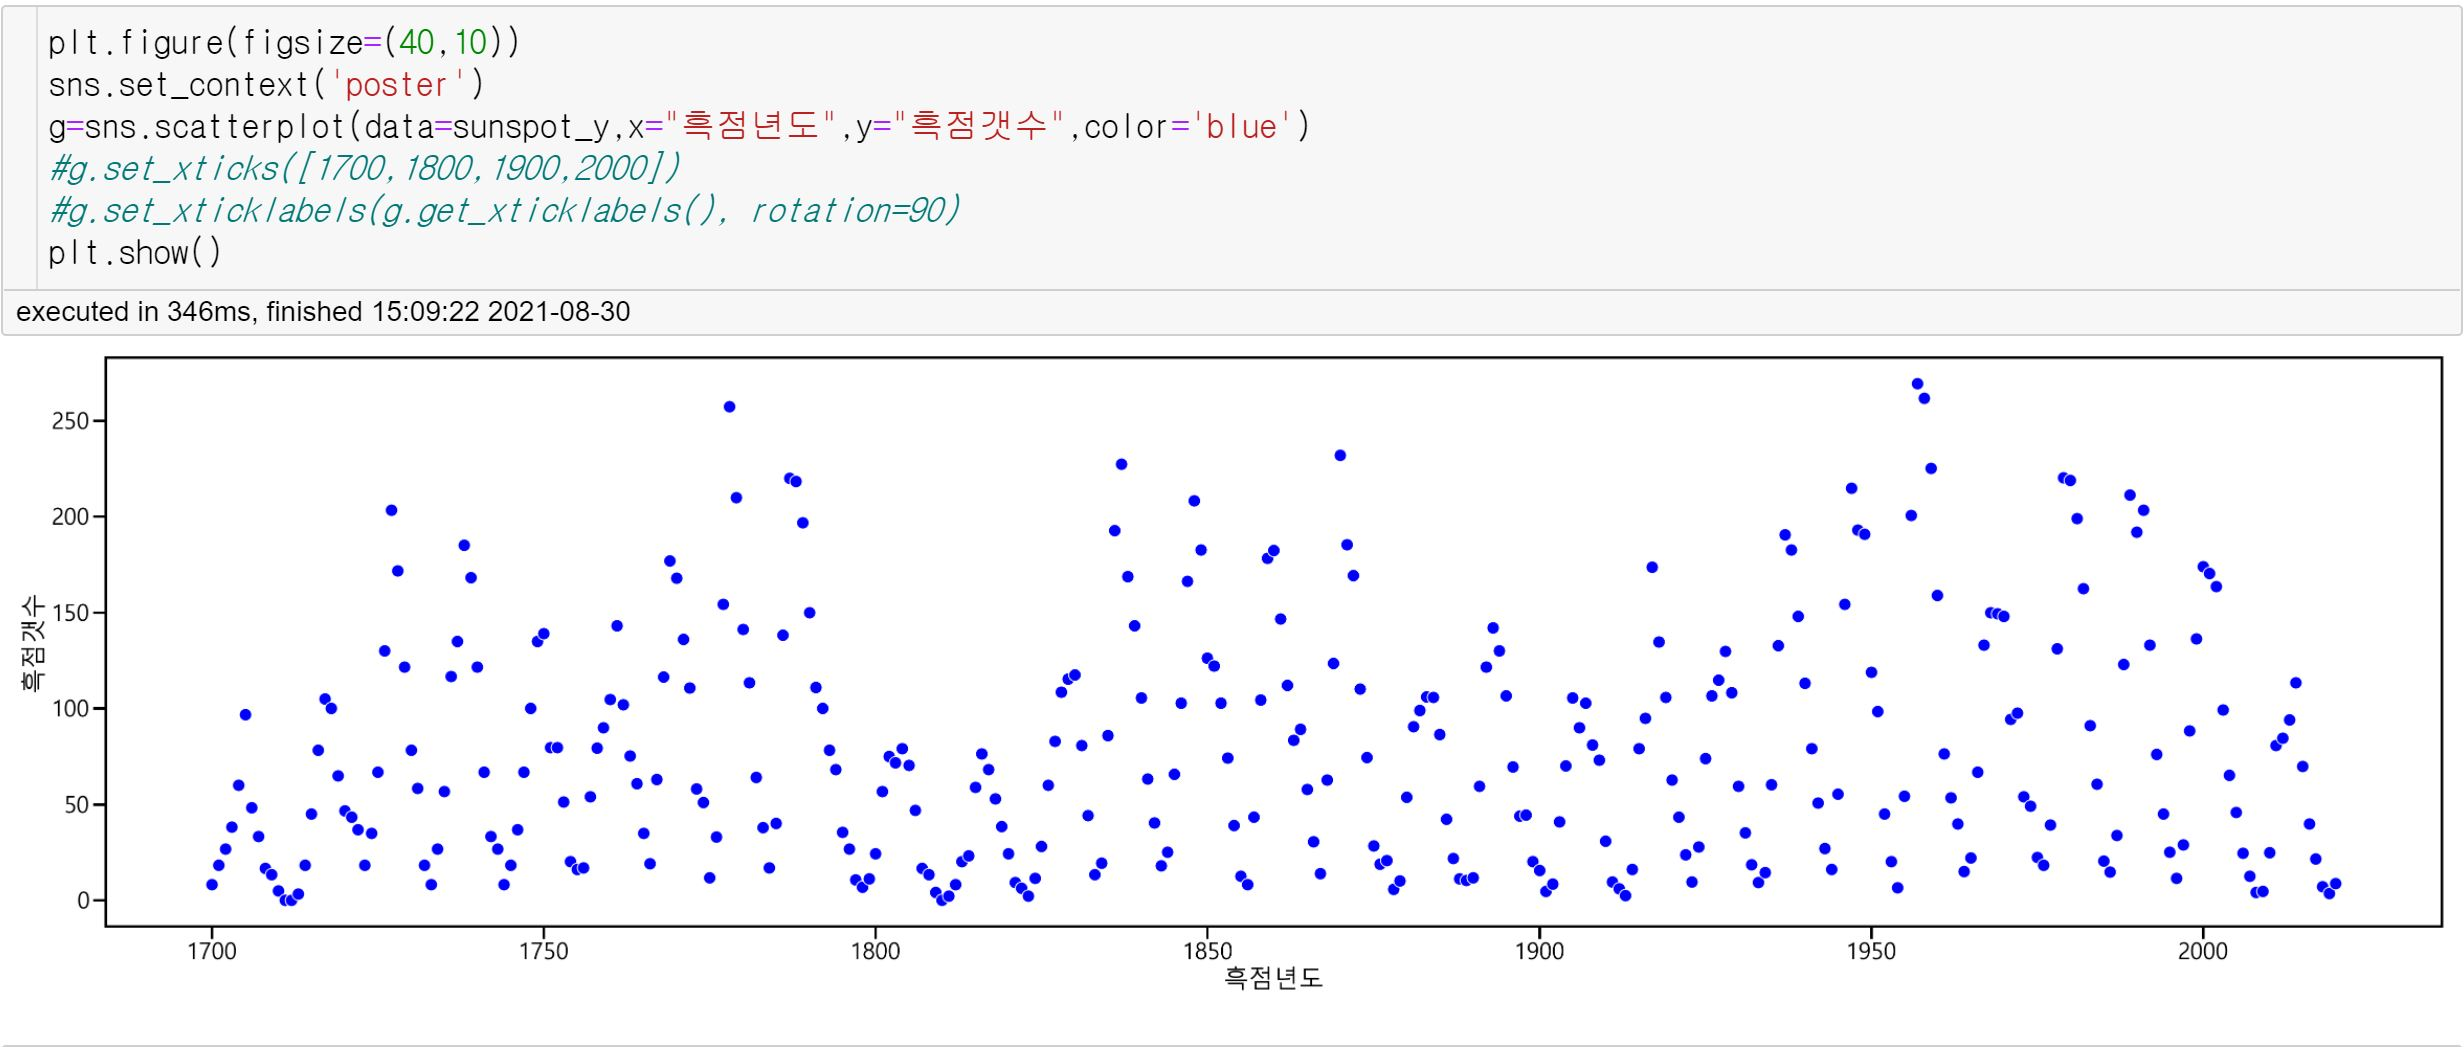 plt.figure(figsize=(40,10))
sns.set_context('poster')
g=sns.scatterplot(data=sunspot_y,x="흑점년도",y="흑점갯수",color='blue')
#g.set_xticks([1700,1800,1900,2000])
#g.set_xticklabels(g.get_xticklabels(), rotation=90)
plt.show()
executed in 346ms, finished 15:09:22 2021-08-30
250
200
150
100
50
0
흑점갯수
1700 1750 1800 1850 1900 1950 2000
흑점년도